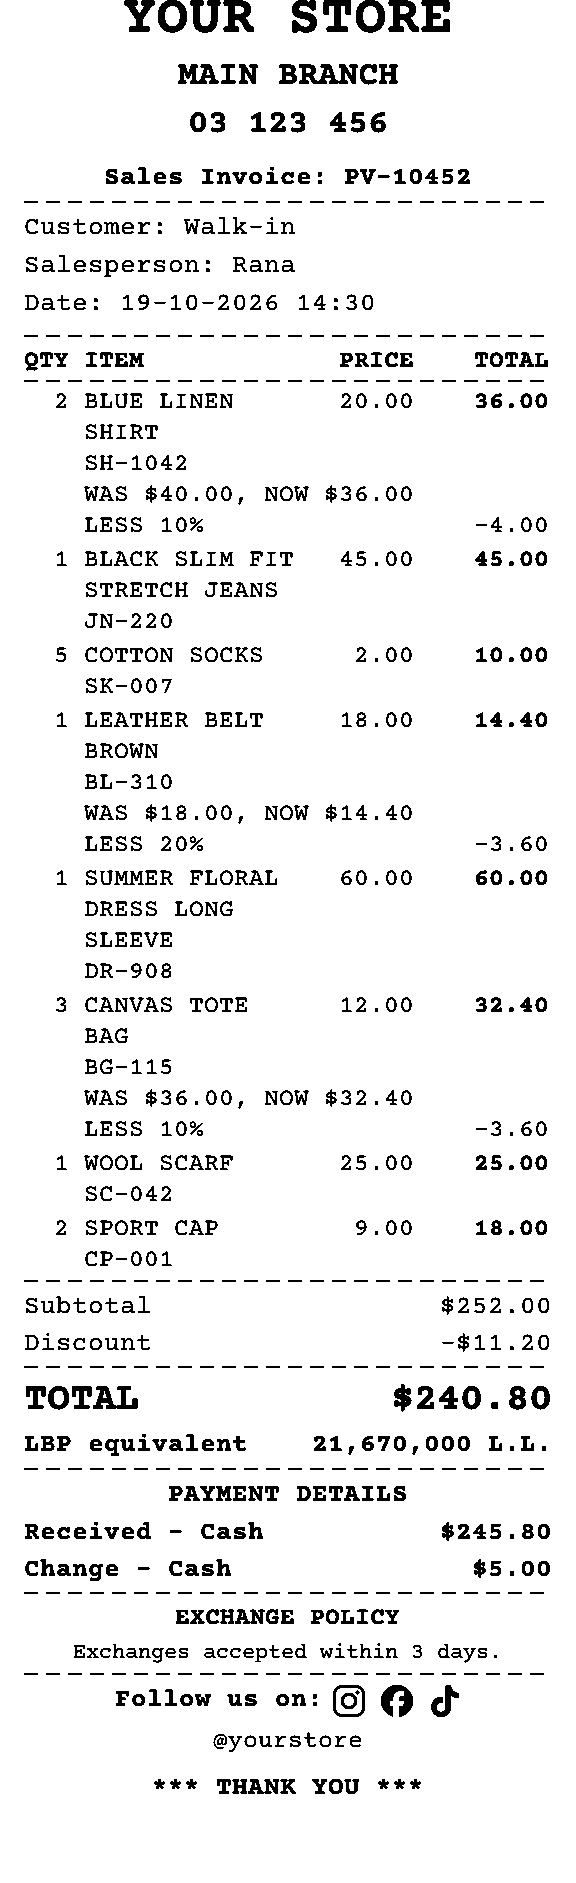 YOUR STORE
MAIN BRANCH
03 123 456
Sales Invoice: PV-10452
Customer: Walk-in
Salesperson: Rana
Date: 19-10-2026 14:30
QTY ITEM PRICE TOTAL
2 BLUE LINEN 20.00 36.00
SHIRT
SH-1042
WAS $40.00, NOW $36.00
LESS 10% -4.00
1 BLACK SLIM FIT 45.00 45.00
STRETCH JEANS
JN-220
5 COTTON SOCKS 2.00 10.00
SK-007
1 LEATHER BELT 18.00 14.40
BROWN
BL-310
WAS $18.00, NOW $14.40
LESS 20% -3.60
1 SUMMER FLORAL 60.00 60.00
DRESS LONG
SLEEVE
DR-908
3 CANVAS TOTE 12.00 32.40
BAG
BG-115
WAS $36.00, NOW $32.40
LESS 10% -3.60
1 WOOL SCARF 25.00 25.00
SC-042
2 SPORT CAP 9.00 18.00
CP-001
Subtotal $252.00
Discount -$11.20
TOTAL $240.80
LBP equivalent 21,670,000 L.L.
PAYMENT DETAILS
Received - Cash $245.80
Change - Cash $5.00
EXCHANGE POLICY
Exchanges accepted within 3 days.
Follow us on:
@yourstore
*** THANK YOU ***